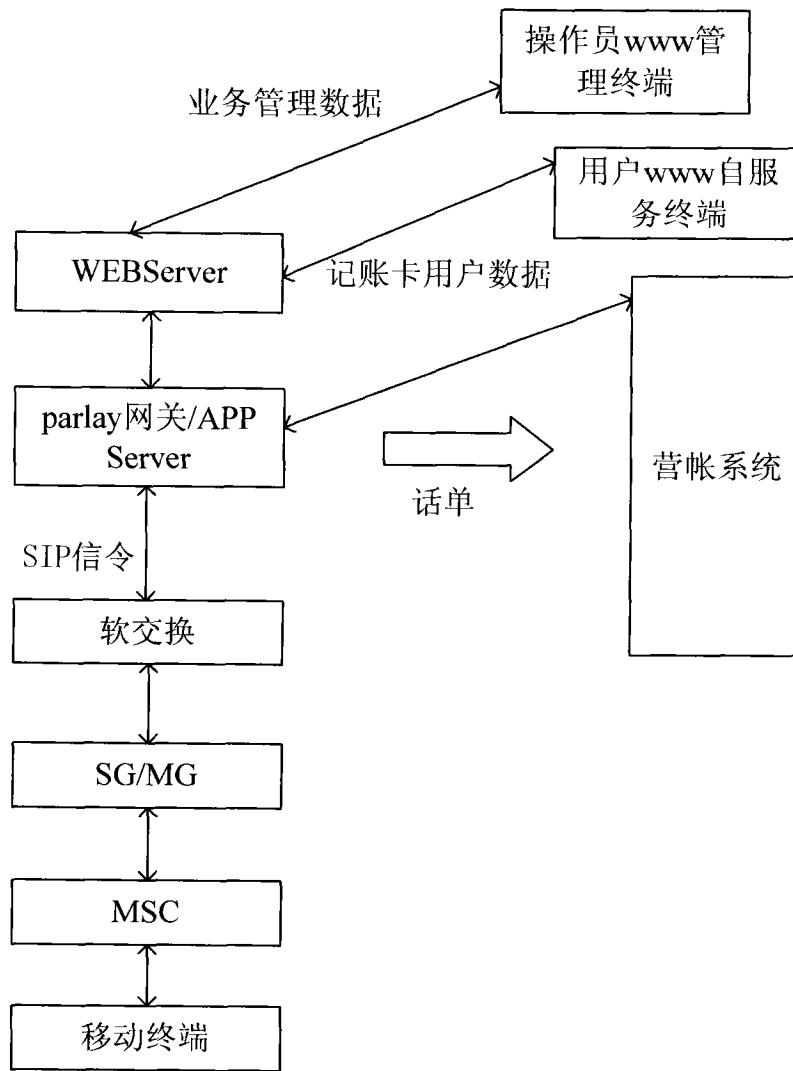 操作员www管
理终端
业务管理数据
用户www自服
务终端
WEBServer
记账卡用户数据
parlay网关/APP
Server
营帐系统
话单
SIP信令
软交换
SG/MG
MSC
移动终端